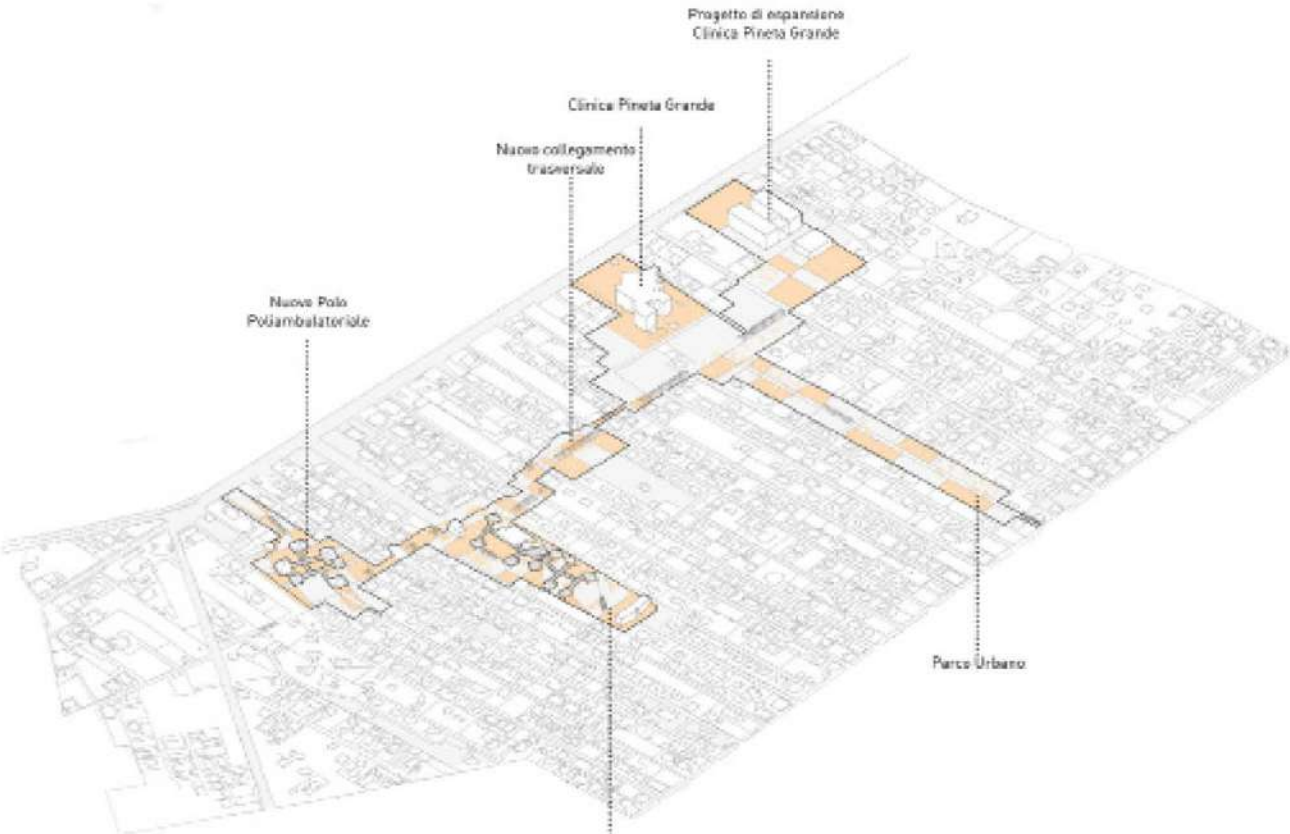 Progetto di espansione
Clinica Pineta Grande
Clinica Pineta Grande
Nuovo collegamento
trasversale
Nuovo Polo
Poliambulatoriale
Parco Urbano